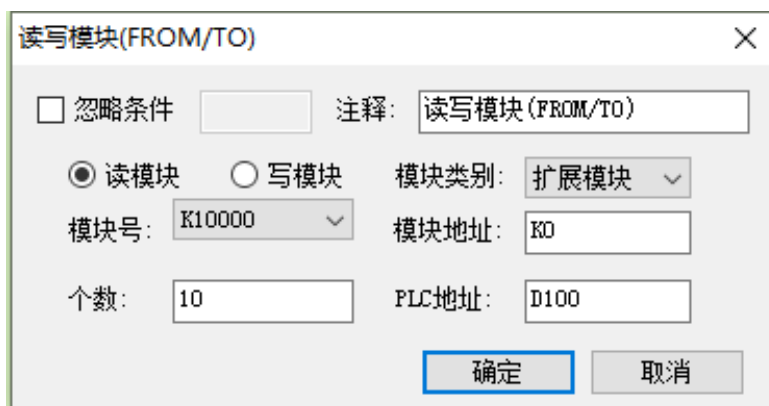 读写模块(FROM/TO)
忽略条件 注释: 读写模块(FROM/TO)
读模块 写模块 模块类别: 扩展模块
模块号: K10000 模块地址: K0
个数: 10 PLC地址: D100
确定 取消